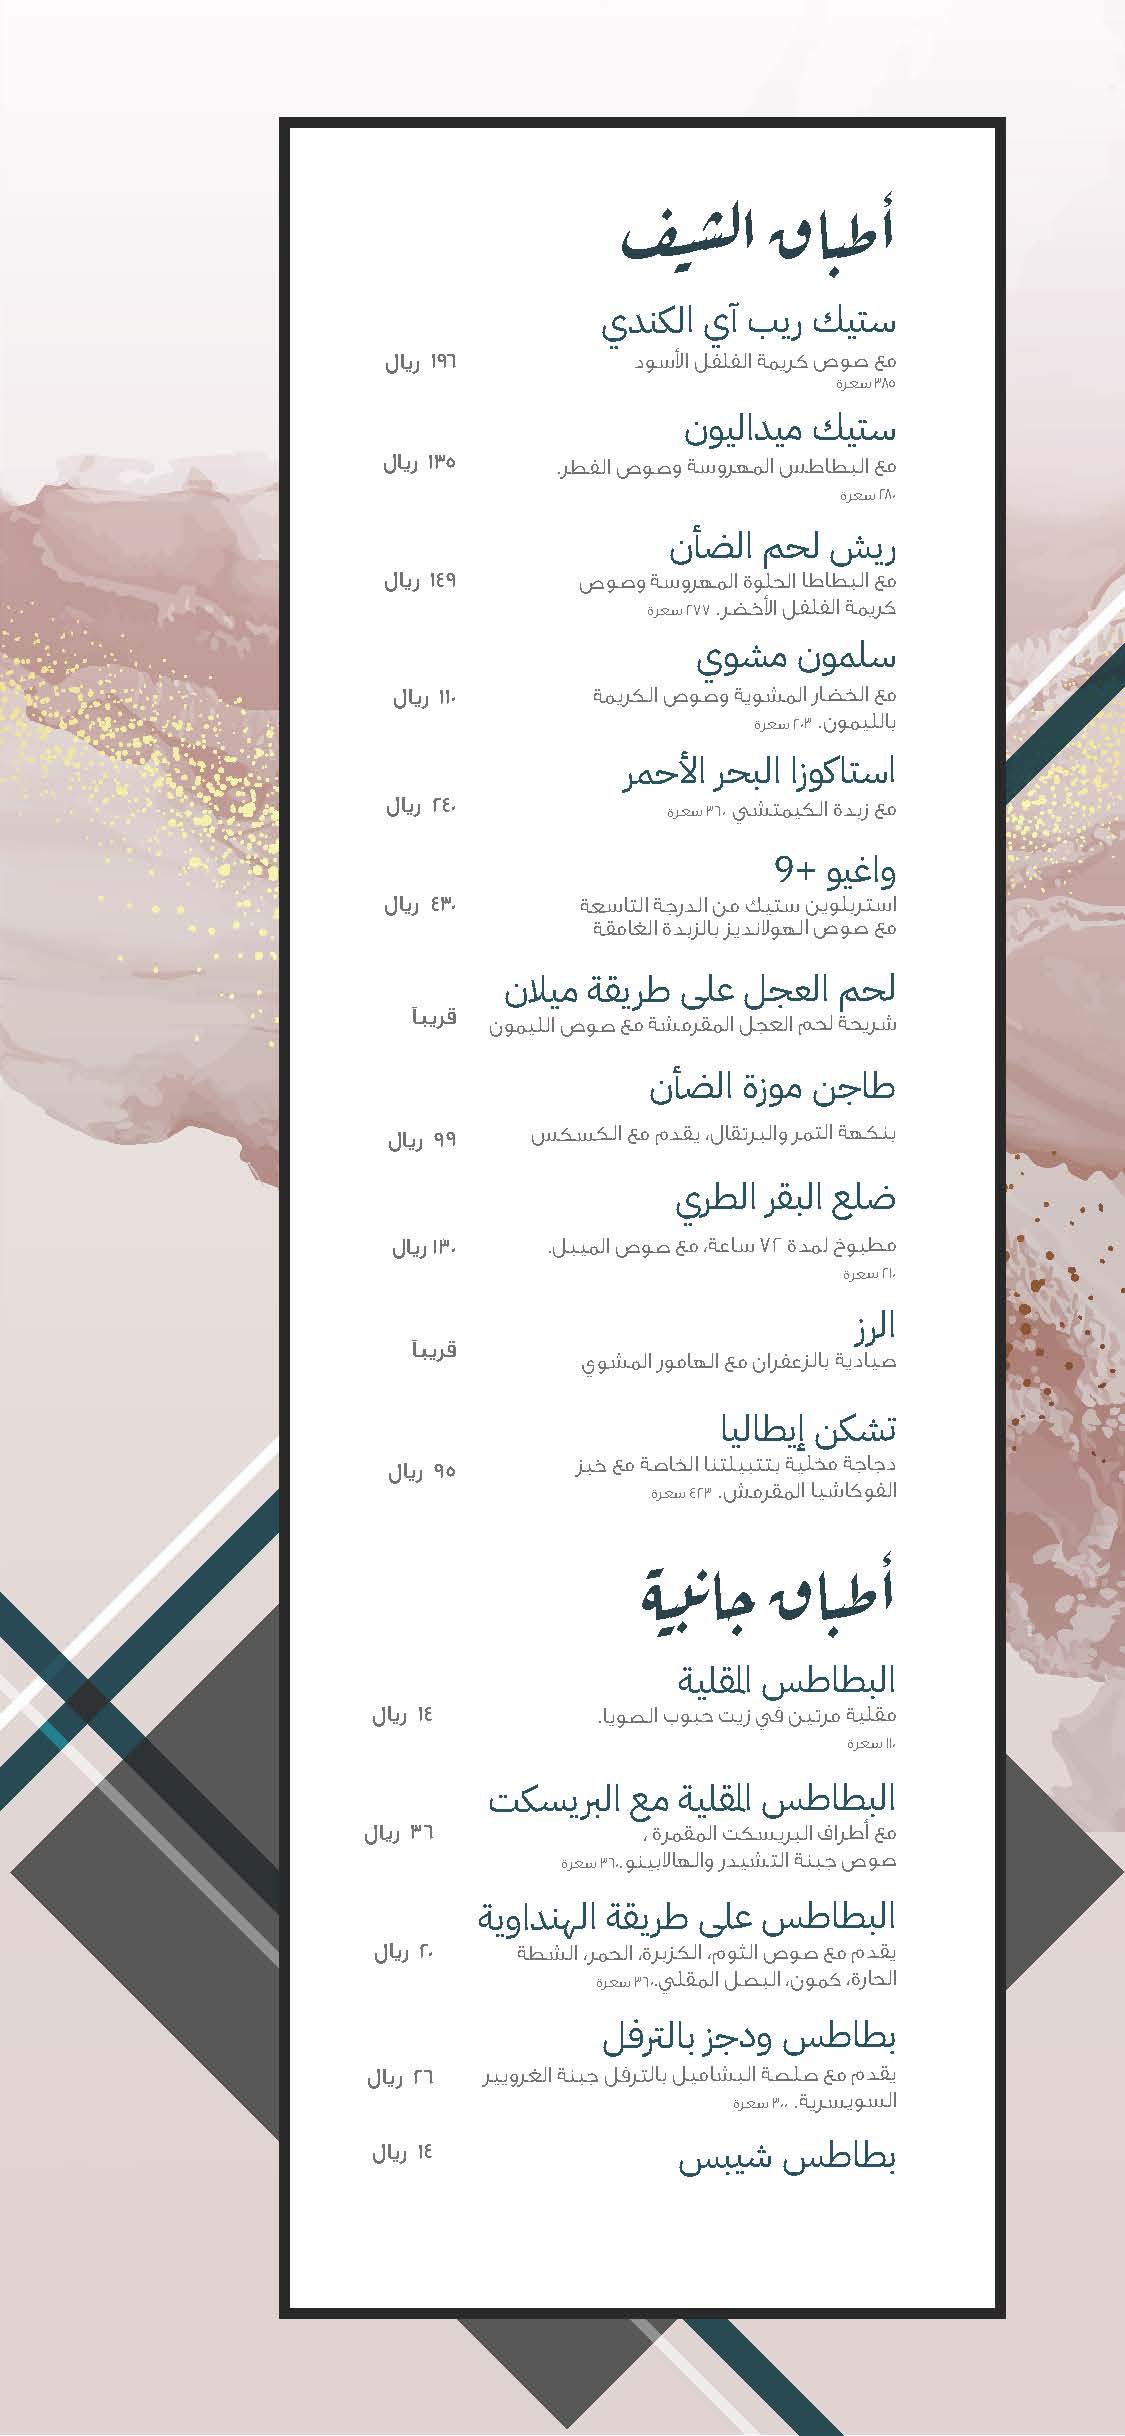 أطباق الشيف
ستيك ريب آي الكندي
مع صوص كريمة الفلفل الأسود
١٩٦ ريال
٣٨٥ سعرة
ستيك ميداليون
مع البطاطس المهروسة وصوص الفطر.
١٣٥ ريال
٢٨٠ سعرة
ريش لحم الضأن
مع البطاطا الحلوة المهروسة وصوص
١٤٩ ريال
كريمة الفلفل الأخضر. ٢٧٧ سعرة
سلمون مشوي
مع الخضار المشوية وصوص الكريمة
١١٠ ريال
بالليمون. ٢٠٣ سعرة
استاكوزا البحر الأحمر
مع زبدة الكيمتشي ٣٦٠ سعرة
٢٤٠ ريال
واغيو +9
استربلوين ستيك من الدرجة التاسعة
٤٣٠ ريال
مع صوص الهولانديز بالزبدة الغامقة
لحم العجل على طريقة ميلان
شريحة لحم العجل المقرمشة مع صوص الليمون
قريباً
طاجن موزة الضأن
بنكهة التمر والبرتقال، يقدم مع الكسكس
٩٩ ريال
ضلع البقر الطري
مطبوخ لمدة ٧٢ ساعة، مع صوص الميبل.
١٣٠ ريال
٢١٠ سعرة
الرز
صيادية بالزعفران مع الهامور المشوي
قريباً
تشكن إيطاليا
دجاجة مخلية بتتبيلتنا الخاصة مع خبز
٩٥ ريال
الفوكاشيا المقرمش. ٤٢٣ سعرة
أطباق جانبية
البطاطس المقلية
مقلية مرتين في زيت حبوب الصويا.
١٤ ريال
١١٠ سعرة
البطاطس المقلية مع البريسكت
مع أطراف البريسكت المقمرة ،
٣٦ ريال
صوص جبنة التشيدر والهالابينو.٣٦٠ سعرة
البطاطس على طريقة الهنداوية
يقدم مع صوص الثوم، الكزبرة، الحمر، الشطة
٢٠ ريال
الحارة، كمون، البصل المقلي.٣٦٠ سعرة
بطاطس ودجز بالترفل
يقدم مع صلصة البشاميل بالترفل جبنة الغرويير
٢٦ ريال
السويسرية. ٣٠٠ سعرة
بطاطس شيبس
١٤ ريال